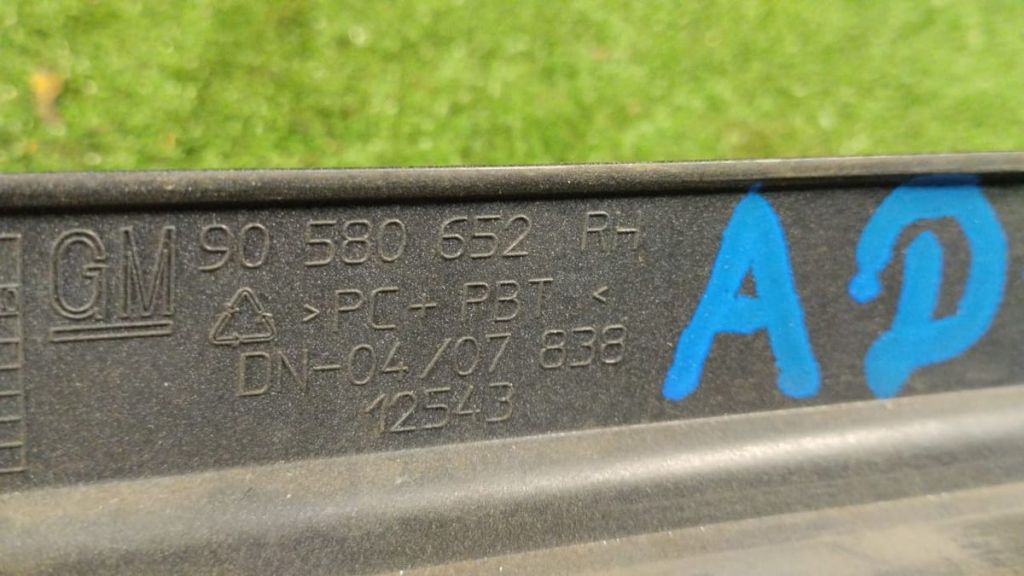 GM 90 580 652 RH
>PC+ PBT <
DN-04/07 838
12543
AD